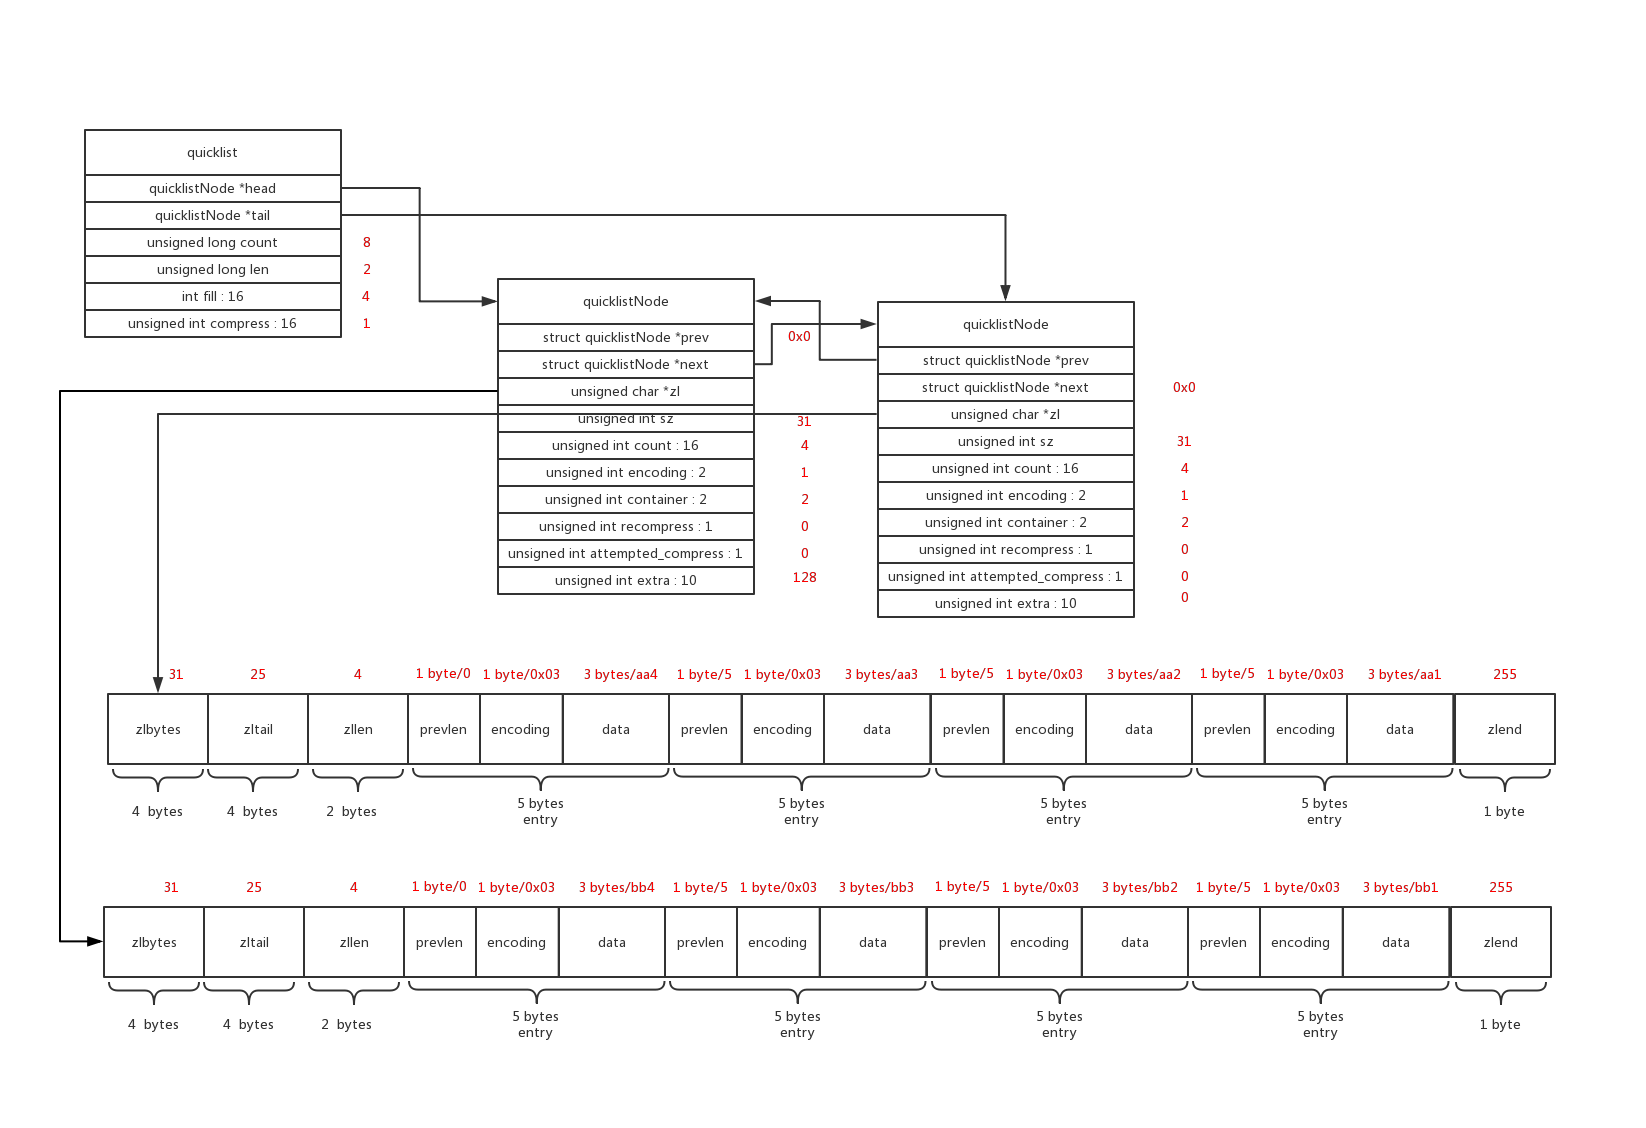 quicklist
quicklistNode *head
quicklistNode *tail
unsigned long count 8
unsigned long len 2
int fill : 16 4
unsigned int compress : 16 1
quicklistNode
struct quicklistNode *prev 0x0
struct quicklistNode *next
unsigned char *zl
unsigned int sz 31
unsigned int count : 16 4
unsigned int encoding : 2 1
unsigned int container : 2 2
unsigned int recompress : 1 0
unsigned int attempted_compress : 1 0
unsigned int extra : 10 128
quicklistNode
struct quicklistNode *prev
struct quicklistNode *next 0x0
unsigned char *zl
unsigned int sz 31
unsigned int count : 16 4
unsigned int encoding : 2 1
unsigned int container : 2 2
unsigned int recompress : 1 0
unsigned int attempted_compress : 1 0
unsigned int extra : 10 0
31 25 4 1 byte/0 1 byte/0x03 3 bytes/aa4 1 byte/5 1 byte/0x03 3 bytes/aa3 1 byte/5 1 byte/0x03 3 bytes/aa2 1 byte/5 1 byte/0x03 3 bytes/aa1 255
zlbytes zltail zllen prevlen encoding data prevlen encoding data prevlen encoding data prevlen encoding data zlend
4 bytes 4 bytes 2 bytes 5 bytes 5 bytes 5 bytes 5 bytes 1 byte
entry entry entry entry
31 25 4 1 byte/0 1 byte/0x03 3 bytes/bb4 1 byte/5 1 byte/0x03 3 bytes/bb3 1 byte/5 1 byte/0x03 3 bytes/bb2 1 byte/5 1 byte/0x03 3 bytes/bb1 255
zlbytes zltail zllen prevlen encoding data prevlen encoding data prevlen encoding data prevlen encoding data zlend
4 bytes 4 bytes 2 bytes 5 bytes 5 bytes 5 bytes 5 bytes 1 byte
entry entry entry entry